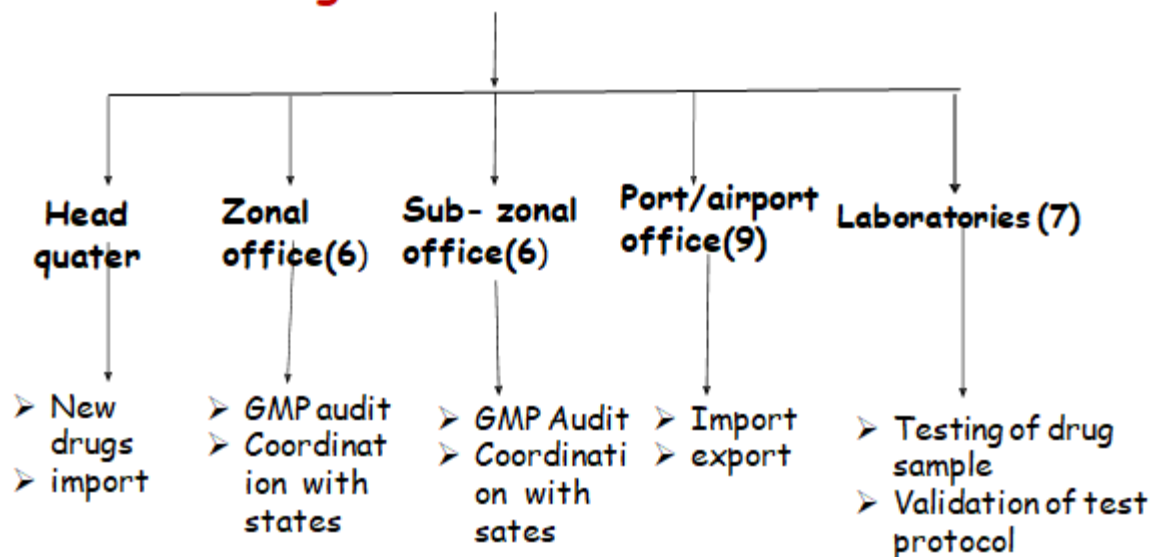 Head
quater
Zonal
office(6)
Sub- zonal
office(6)
Port/airport
office(9)
Laboratories (7)
➢ New
drugs
➢ import
➢ GMP audit
➢ Coordinat
ion with
states
➢ GMP Audit
➢ Coordinati
on with
sates
➢ Import
➢ export
➢ Testing of drug
sample
➢ Validation of test
protocol